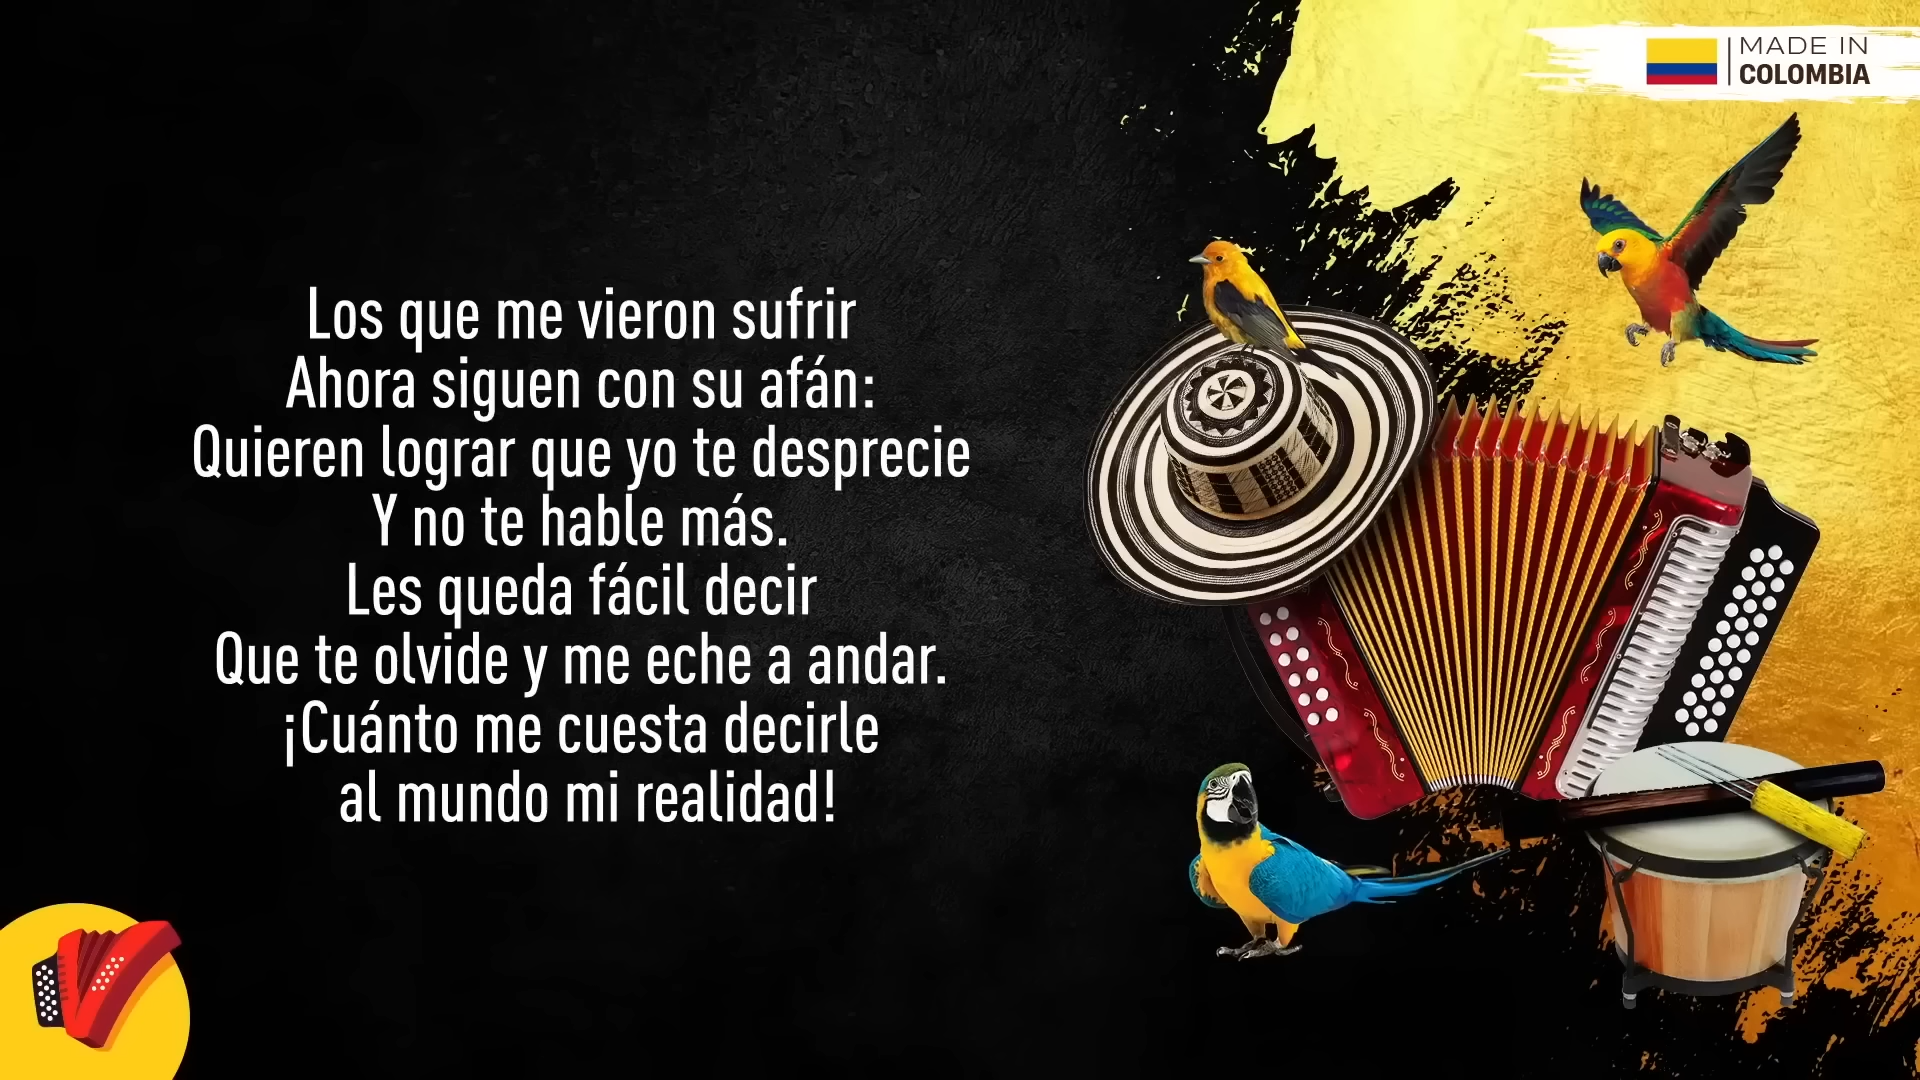 MADE IN
COLOMBIA
Los que me vieron sufrir
Ahora siguen con su afán:
Quieren lograr que yo te desprecie
Y no te hable más.
Les queda fácil decir
Que te olvide y me eche a andar.
¡Cuánto me cuesta decirle
al mundo mi realidad!